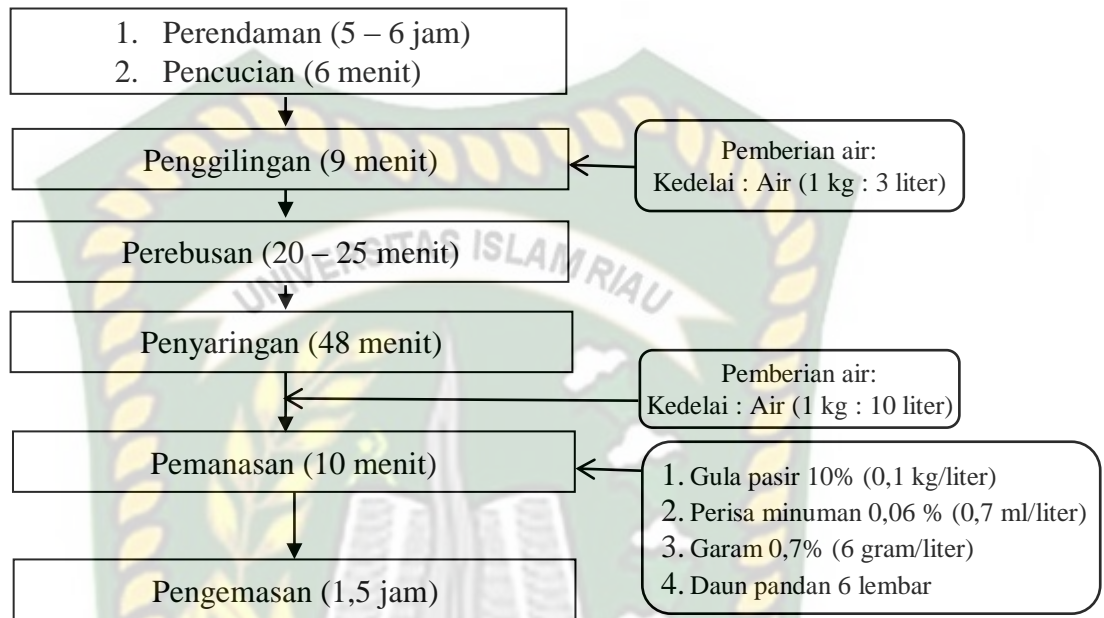 1. Perendaman (5 – 6 jam)
2. Pencucian (6 menit)
Penggilingan (9 menit)
Pemberian air:
Kedelai : Air (1 kg : 3 liter)
Perebusan (20 – 25 menit)
UNIVERSITAS ISLAM RIAU
Penyaringan (48 menit)
Pemberian air:
Kedelai : Air (1 kg : 10 liter)
Pemanasan (10 menit)
1. Gula pasir 10% (0,1 kg/liter)
2. Perisa minuman 0,06 % (0,7 ml/liter)
3. Garam 0,7% (6 gram/liter)
4. Daun pandan 6 lembar
Pengemasan (1,5 jam)